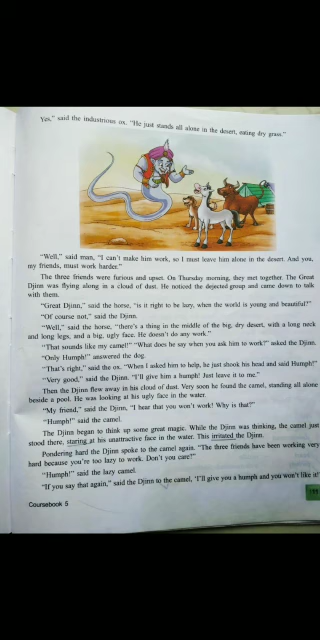 Yes," said the industrious ox. "He just stands all alone in the desert, eating dry grass."
"Well," said man, "I can't make him work, so I must leave him alone in the desert. And you,
my friends, must work harder."
The three friends were furious and upset. On Thursday morning, they met together. The Great
Djinn was flying along in a cloud of dust. He noticed the dejected group and came down to talk
with them.
"Great Djinn," said the horse, "is it right to be lazy, when the world is young and beautiful?"
"Of course not," said the Djinn.
"Well," said the horse, "there's a thing in the middle of the big, dry desert, with a long neck
and long legs, and a big, ugly face. He doesn't do any work."
"That sounds like my camel!" "What does he say when you ask him to work?" asked the Djinn.
"Only Humph!" answered the dog.
"That's right," said the ox. "When I asked him to help, he just shook his head and said Humph!"
"Very good," said the Djinn. "I'll give him a humph! Just leave it to me."
Then the Djinn flew away in his cloud of dust. Very soon he found the camel, standing all alone
beside a pool. He was looking at his ugly face in the water.
"My friend," said the Djinn, "I hear that you won't work! Why is that?"
"Humph!" said the camel.
The Djinn began to think up some great magic. While the Djinn was thinking, the camel just
stood there, staring at his unattractive face in the water. This irritated the Djinn.
Pondering hard the Djinn spoke to the camel again. "The three friends have been working very
hard because you're too lazy to work. Don't you care?"
"Humph!" said the lazy camel.
"If you say that again," said the Djinn to the camel, 'I'll give you a humph and you won't like it!'
Coursebook 5